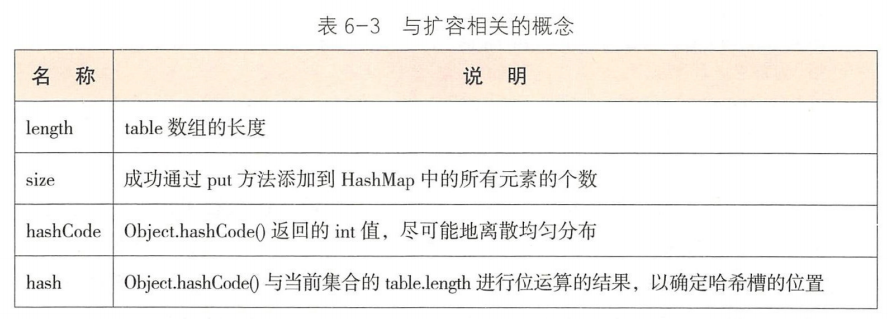 表 6-3 与扩容相关的概念
名 称 说 明
length table 数组的长度
size 成功通过 put 方法添加到 HashMap 中的所有元素的个数
hashCode Object.hashCode() 返回的 int 值，尽可能地离散均匀分布
hash Object.hashCode() 与当前集合的 table.length 进行位运算的结果，以确定哈希槽的位置